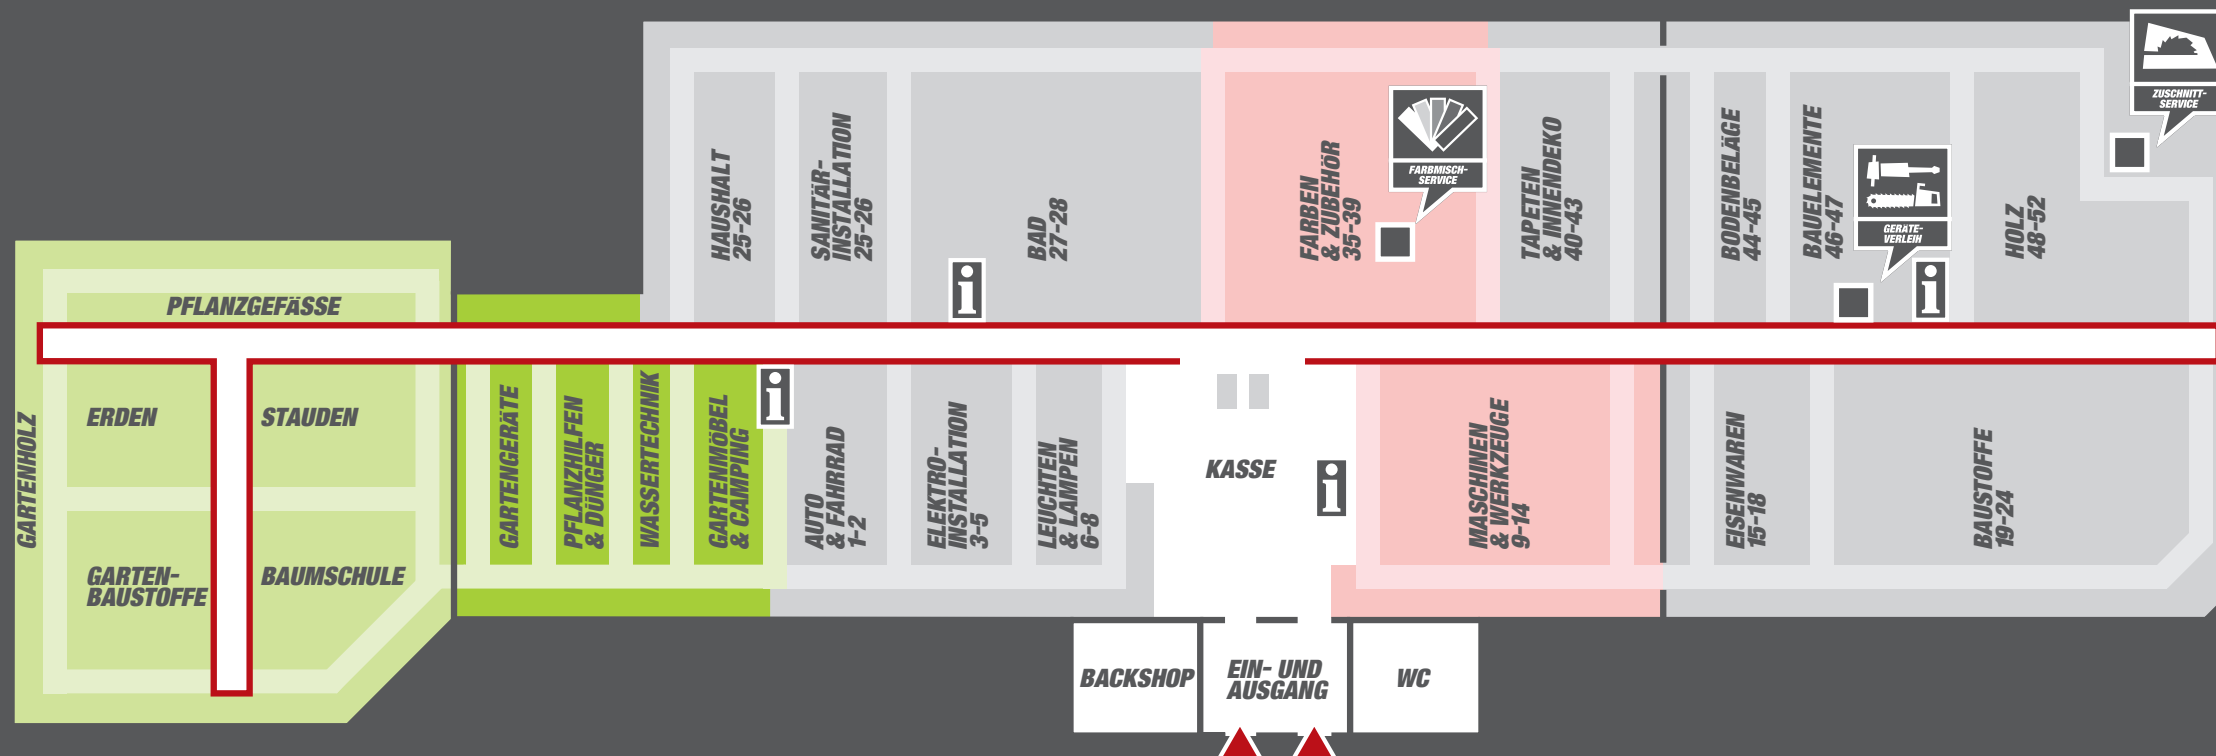 ZUSCHNITT-
SERVICE
HAUSHALT
25-26
SANITÄR-
INSTALLATION
25-26
BAD
27-28
FARBEN
& ZUBEHÖR
35-39
FARBMISCH-
SERVICE
TAPETEN
& INNENDEKO
40-43
BODENBELÄGE
44-45
BAUELEMENTE
46-47
GERÄTE-
VERLEIH
HOLZ
48-52
i
i
PFLANZGEFÄSSE
GARTENHOLZ
ERDEN
STAUDEN
GARTEN-
BAUSTOFFE
BAUMSCHULE
GARTENGERÄTE
PFLANZHILFEN
& DÜNGER
WASSERTECHNIK
GARTENMÖBEL
& CAMPING
i
AUTO
& FAHRRAD
1-2
ELEKTRO-
INSTALLATION
3-5
LEUCHTEN
& LAMPEN
6-8
KASSE
i
MASCHINEN
& WERKZEUGE
9-14
EISENWAREN
15-18
BAUSTOFFE
19-24
BACKSHOP
EIN- UND
AUSGANG
WC